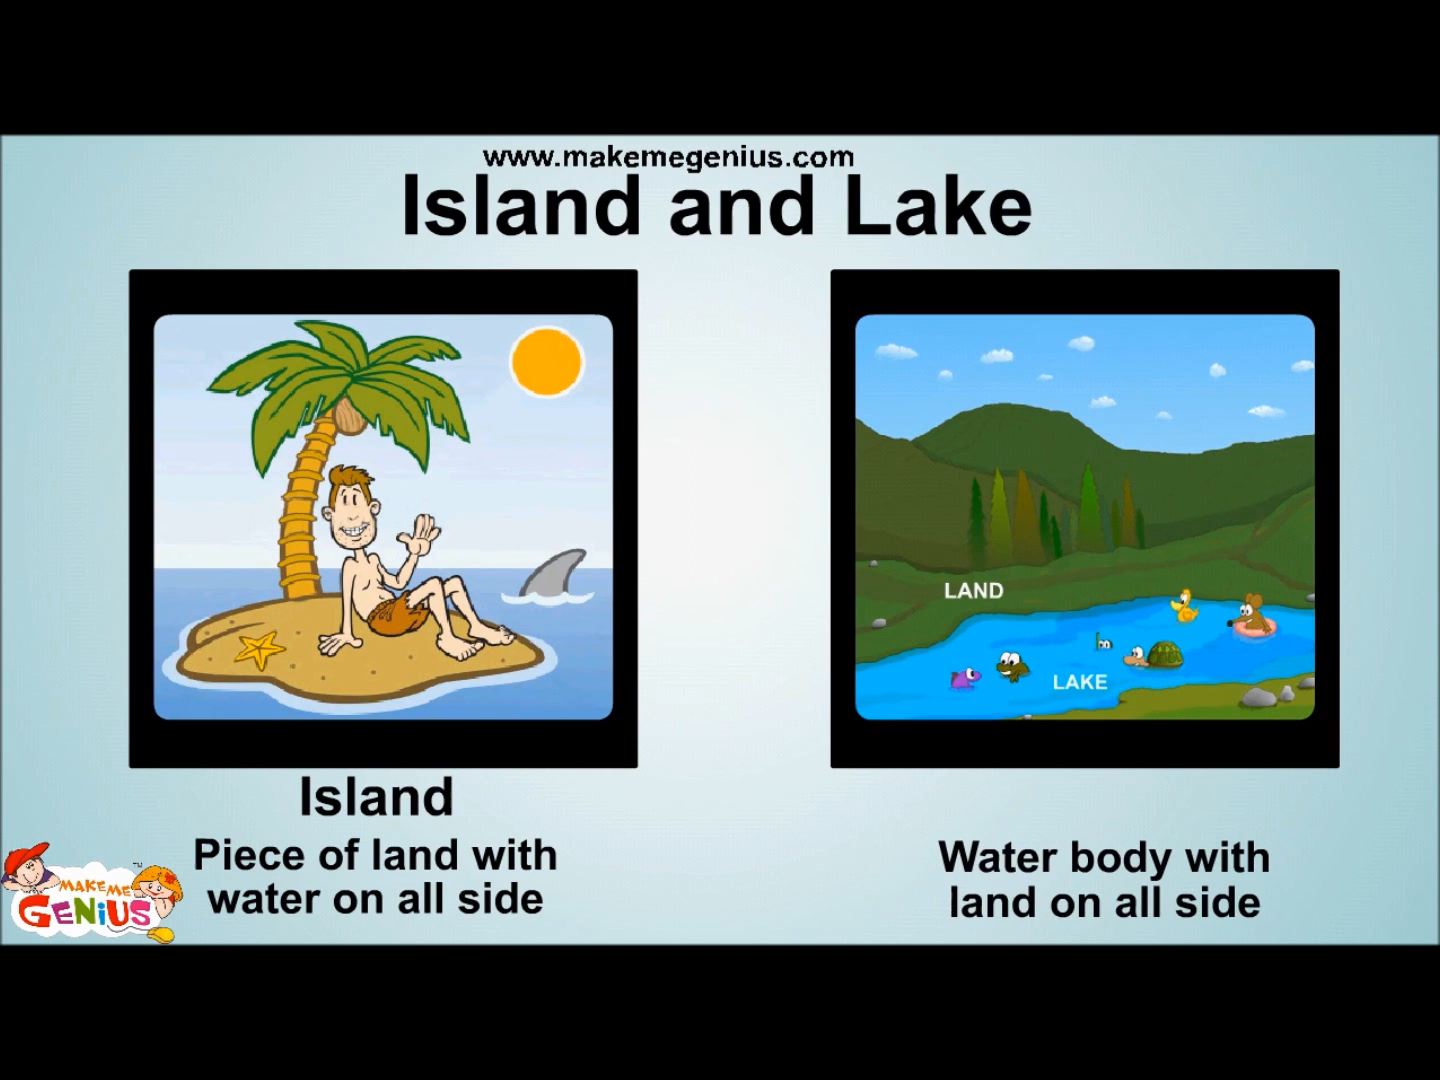 www.makemegenius.com
Island and Lake
LAND
LAKE
Island
Piece of land with
water on all side
Water body with
land on all side
MAKE ME
GENiUS
TM